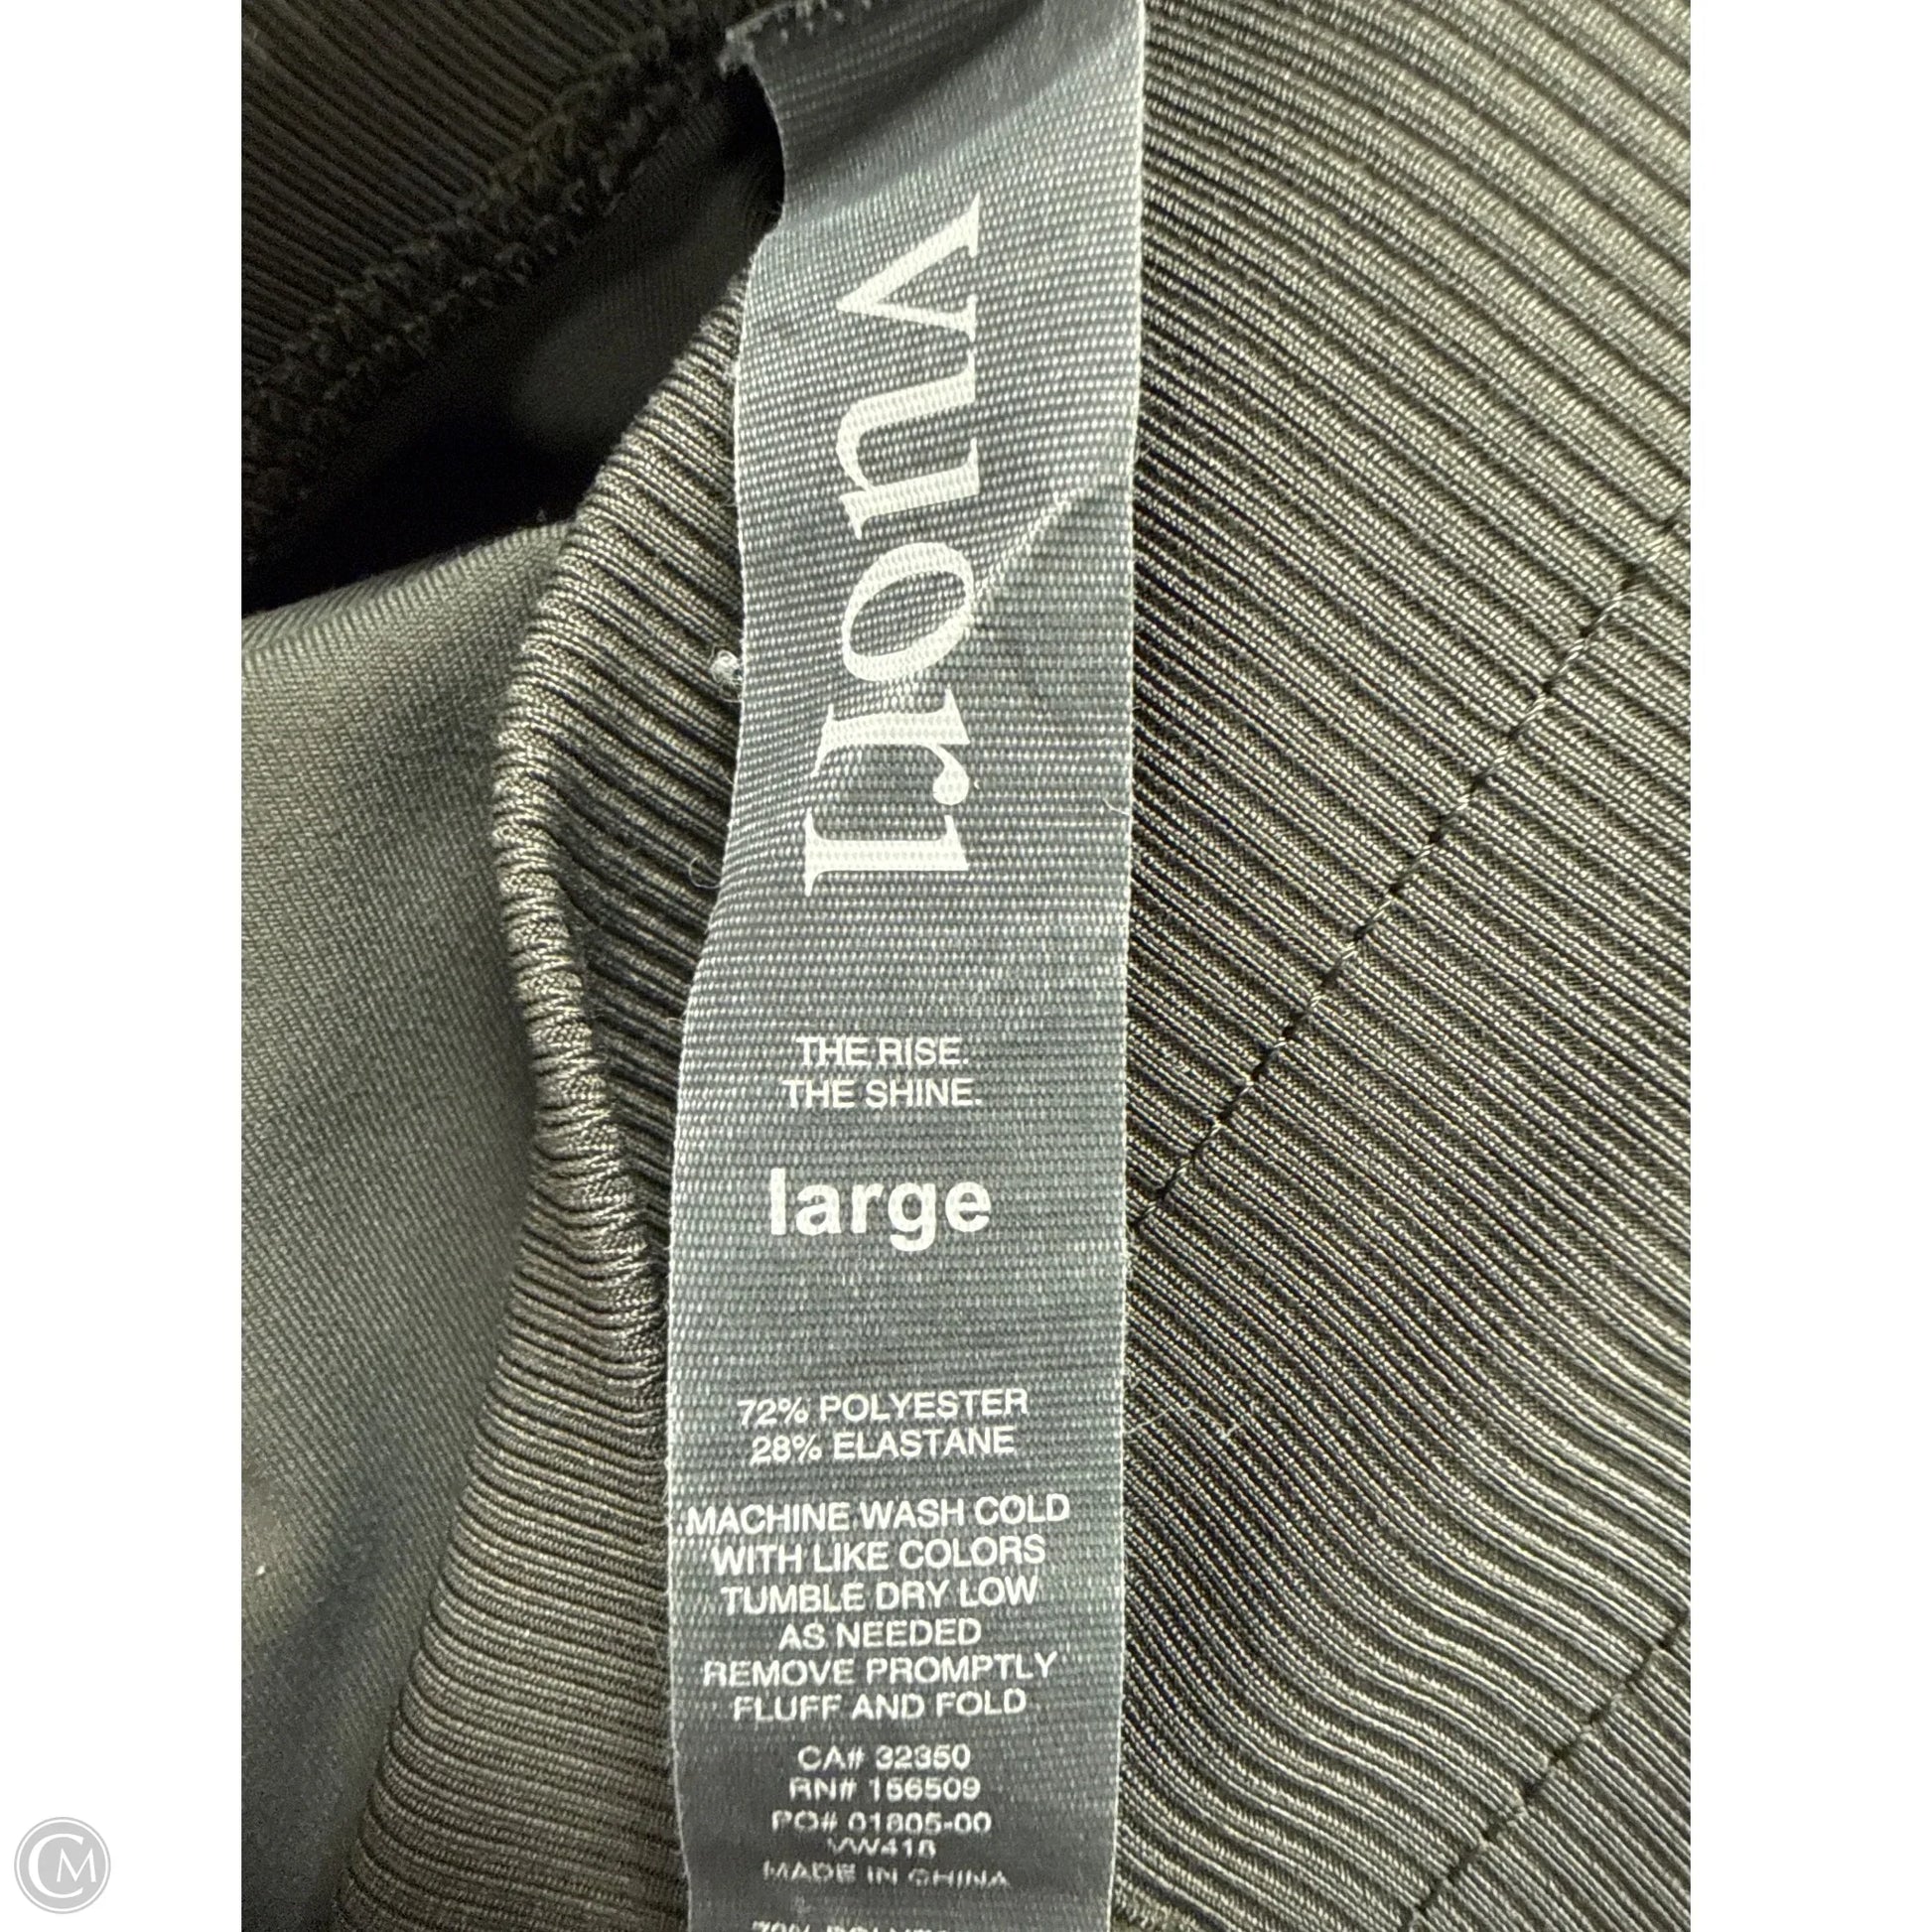 vuori
THE RISE.
THE SHINE.
large
72% POLYESTER
28% ELASTANE
MACHINE WASH COLD
WITH LIKE COLORS
TUMBLE DRY LOW
AS NEEDED
REMOVE PROMPTLY
FLUFF AND FOLD
CA# 32350
RN# 156509
PO# 01805-00
VW418
MADE IN CHINA
CM